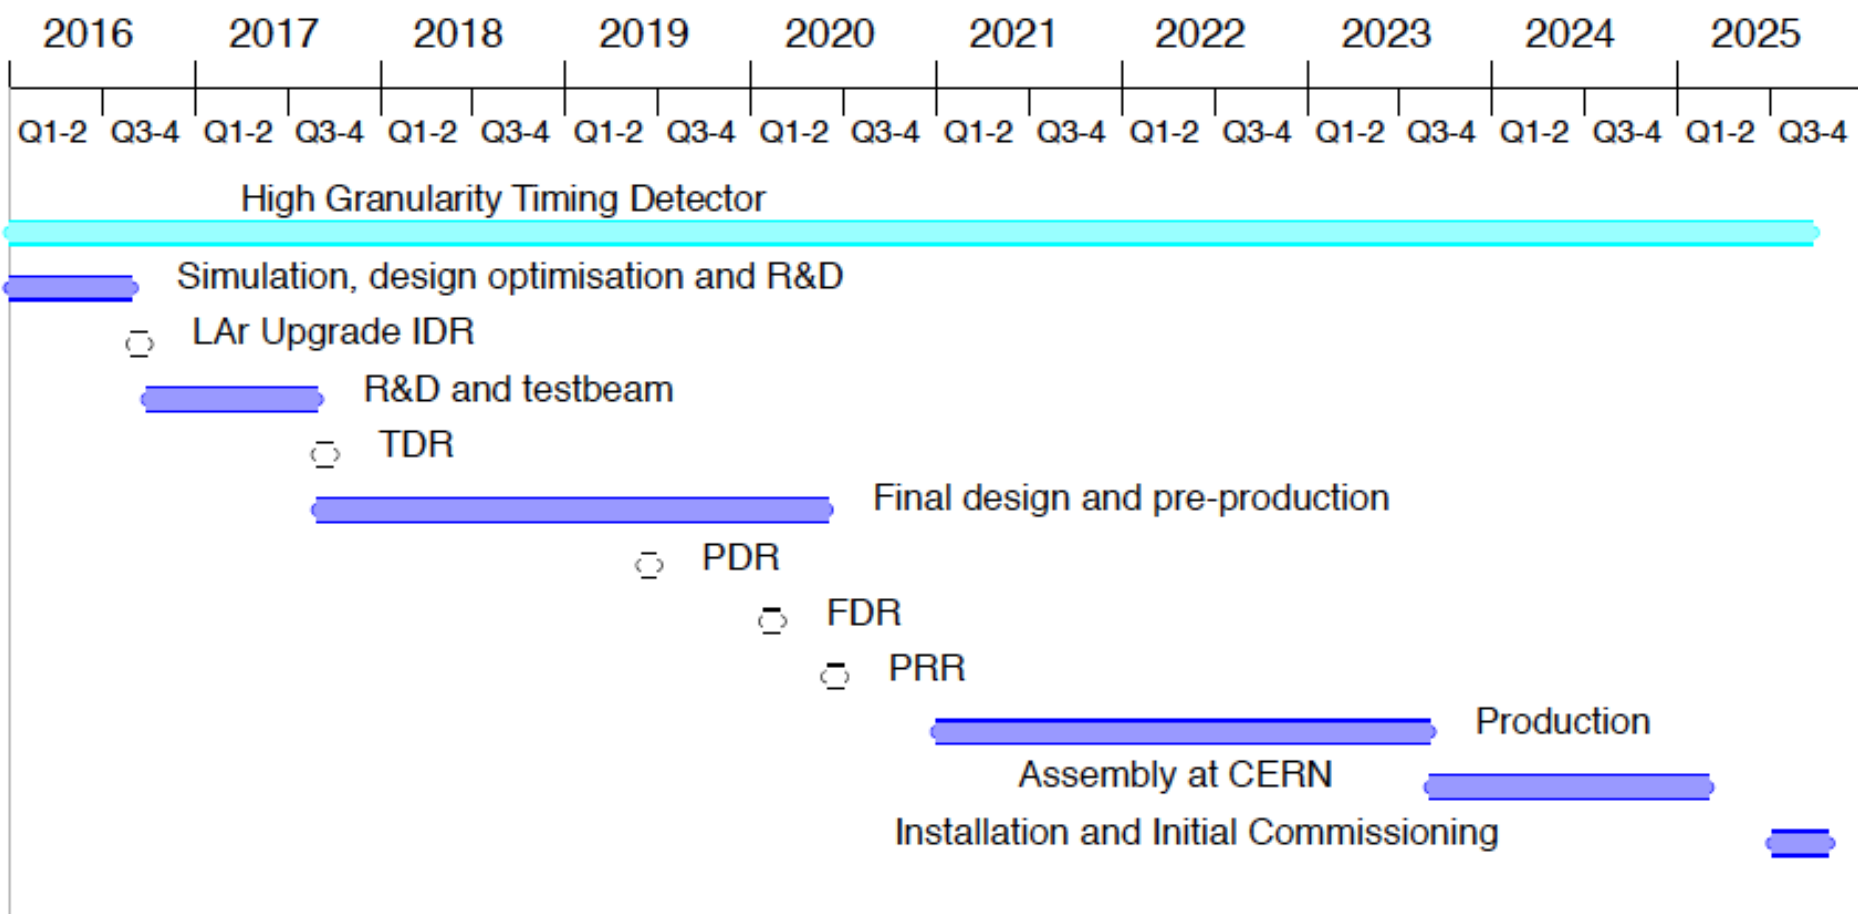 2016 2017 2018 2019 2020 2021 2022 2023 2024 2025
Q1-2 Q3-4 Q1-2 Q3-4 Q1-2 Q3-4 Q1-2 Q3-4 Q1-2 Q3-4 Q1-2 Q3-4 Q1-2 Q3-4 Q1-2 Q3-4 Q1-2 Q3-4 Q1-2 Q3-4
High Granularity Timing Detector
Simulation, design optimisation and R&D
LAr Upgrade IDR
R&D and testbeam
TDR
Final design and pre-production
PDR
FDR
PRR
Production
Assembly at CERN
Installation and Initial Commissioning